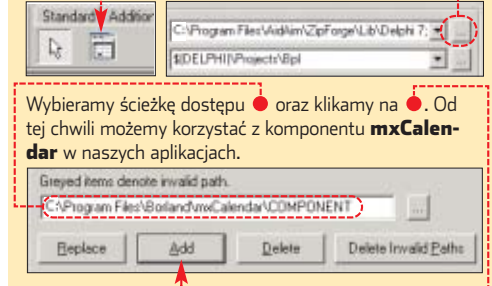 Standard Addition
C:\Program Files\AidAim\ZipForge\Lib\Delphi 7;
...
$(DELPHI)\Projects\Bpl
...
Wybieramy ścieżkę dostępu oraz klikamy na . Od
tej chwili możemy korzystać z komponentu mxCalen-
dar w naszych aplikacjach.
Greyed items denote invalid path.
C:\Program Files\Borland\mxCalendar\COMPONENT
...
Replace Add Delete Delete Invalid Paths